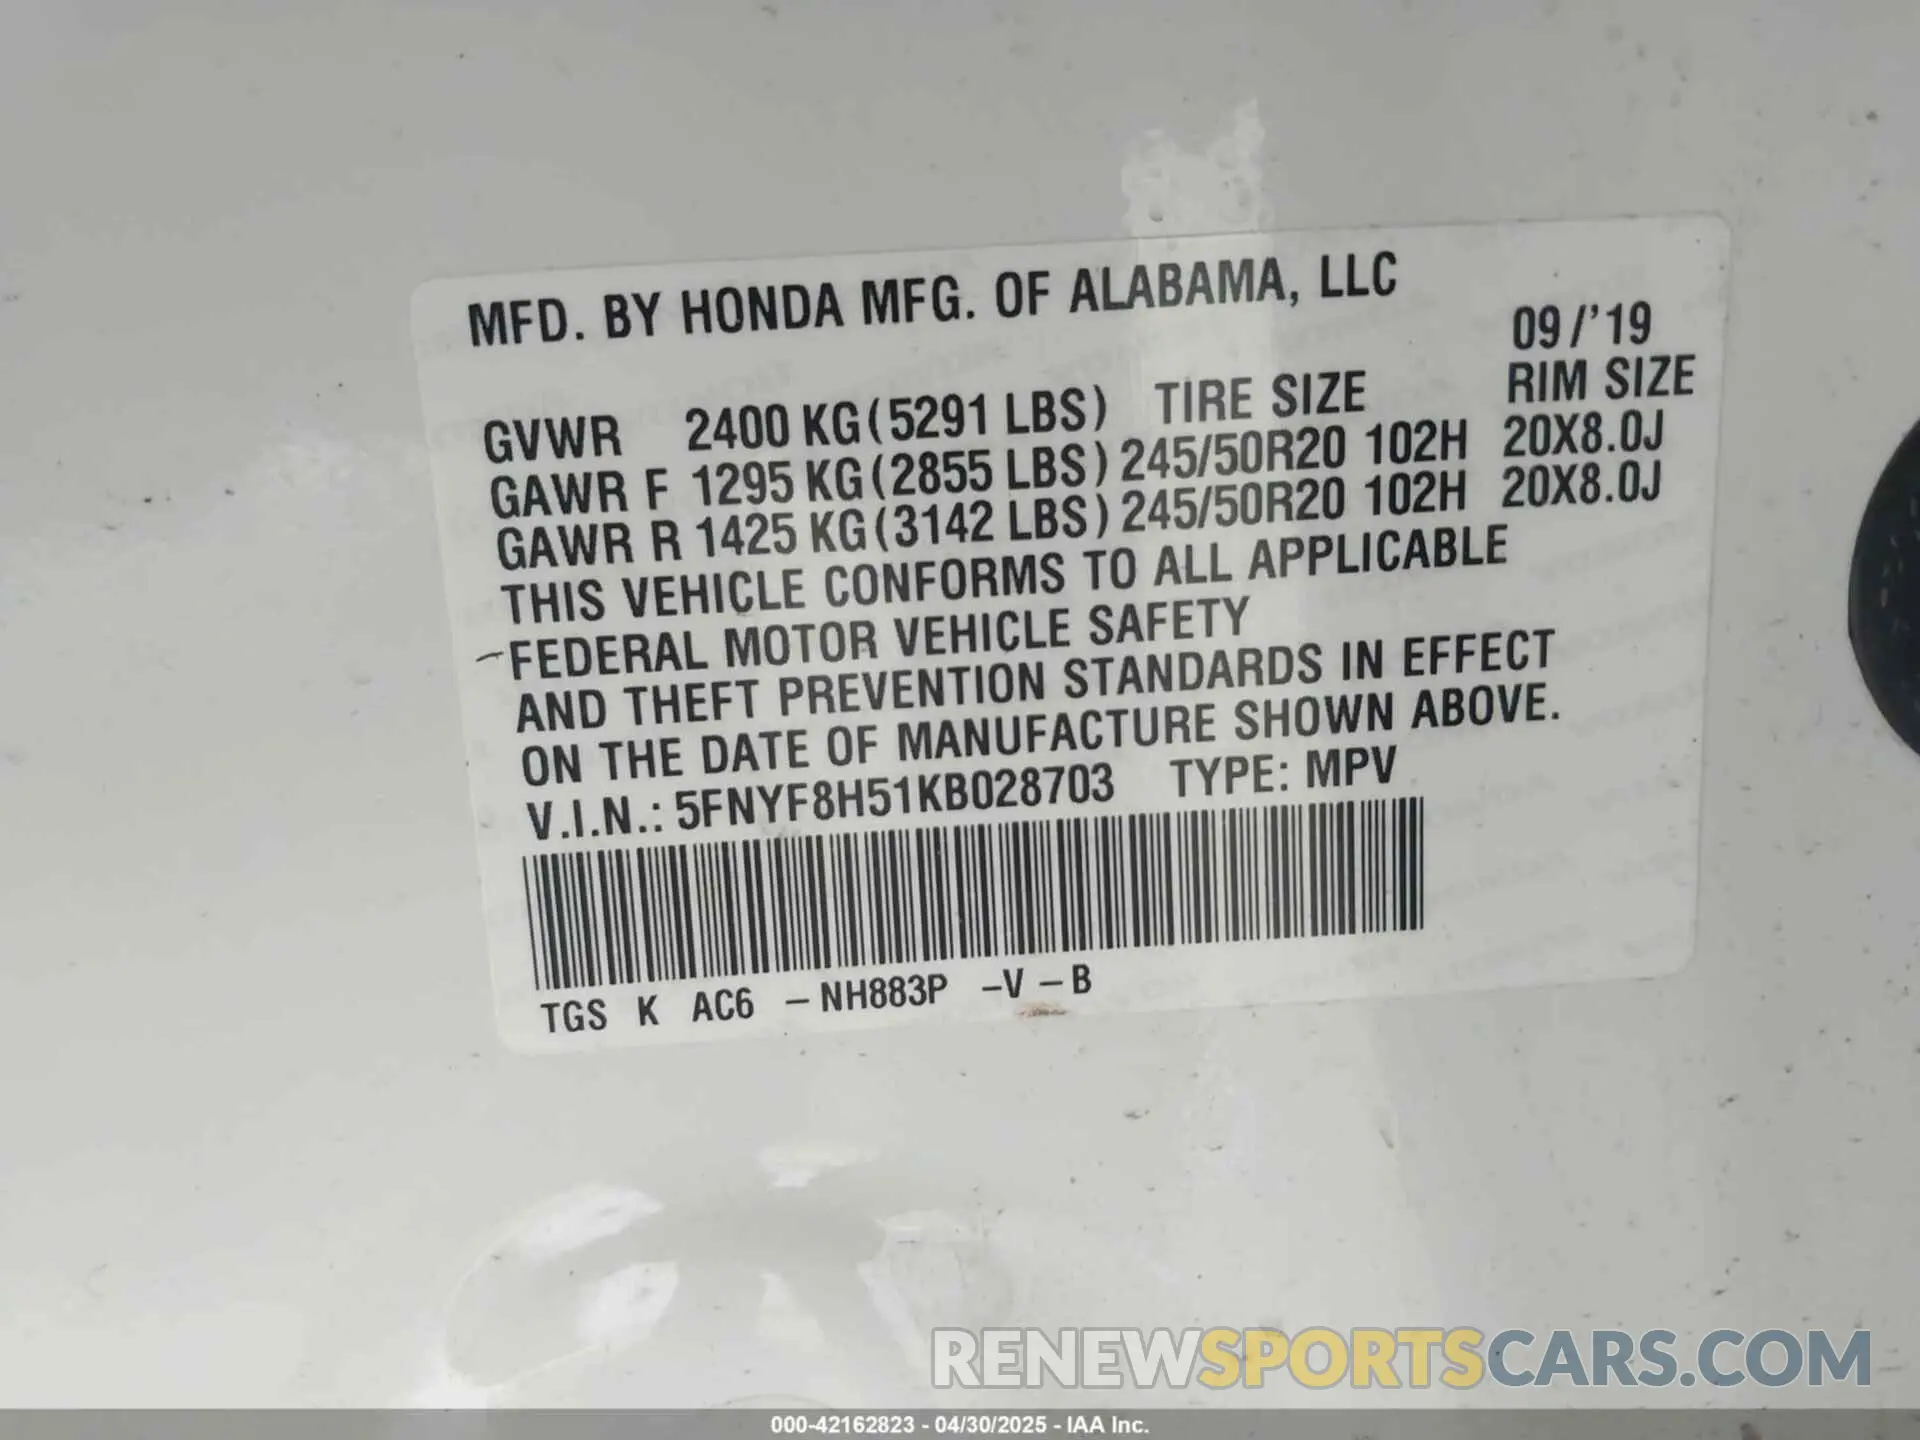 MFD. BY HONDA MFG. OF ALABAMA, LLC
09/'19
GVWR 2400 KG(5291 LBS) TIRE SIZE RIM SIZE
GAWR F 1295 KG(2855 LBS) 245/50R20 102H 20X8.0J
GAWR R 1425 KG(3142 LBS) 245/50R20 102H 20X8.0J
THIS VEHICLE CONFORMS TO ALL APPLICABLE
FEDERAL MOTOR VEHICLE SAFETY
AND THEFT PREVENTION STANDARDS IN EFFECT
ON THE DATE OF MANUFACTURE SHOWN ABOVE.
V.I.N.: 5FNYF8H51KB028703 TYPE: MPV
TGS K AC6 –NH883P –V–B
RENEWSPORTSCARS.COM
000-42162823 - 04/30/2025 - IAA Inc.